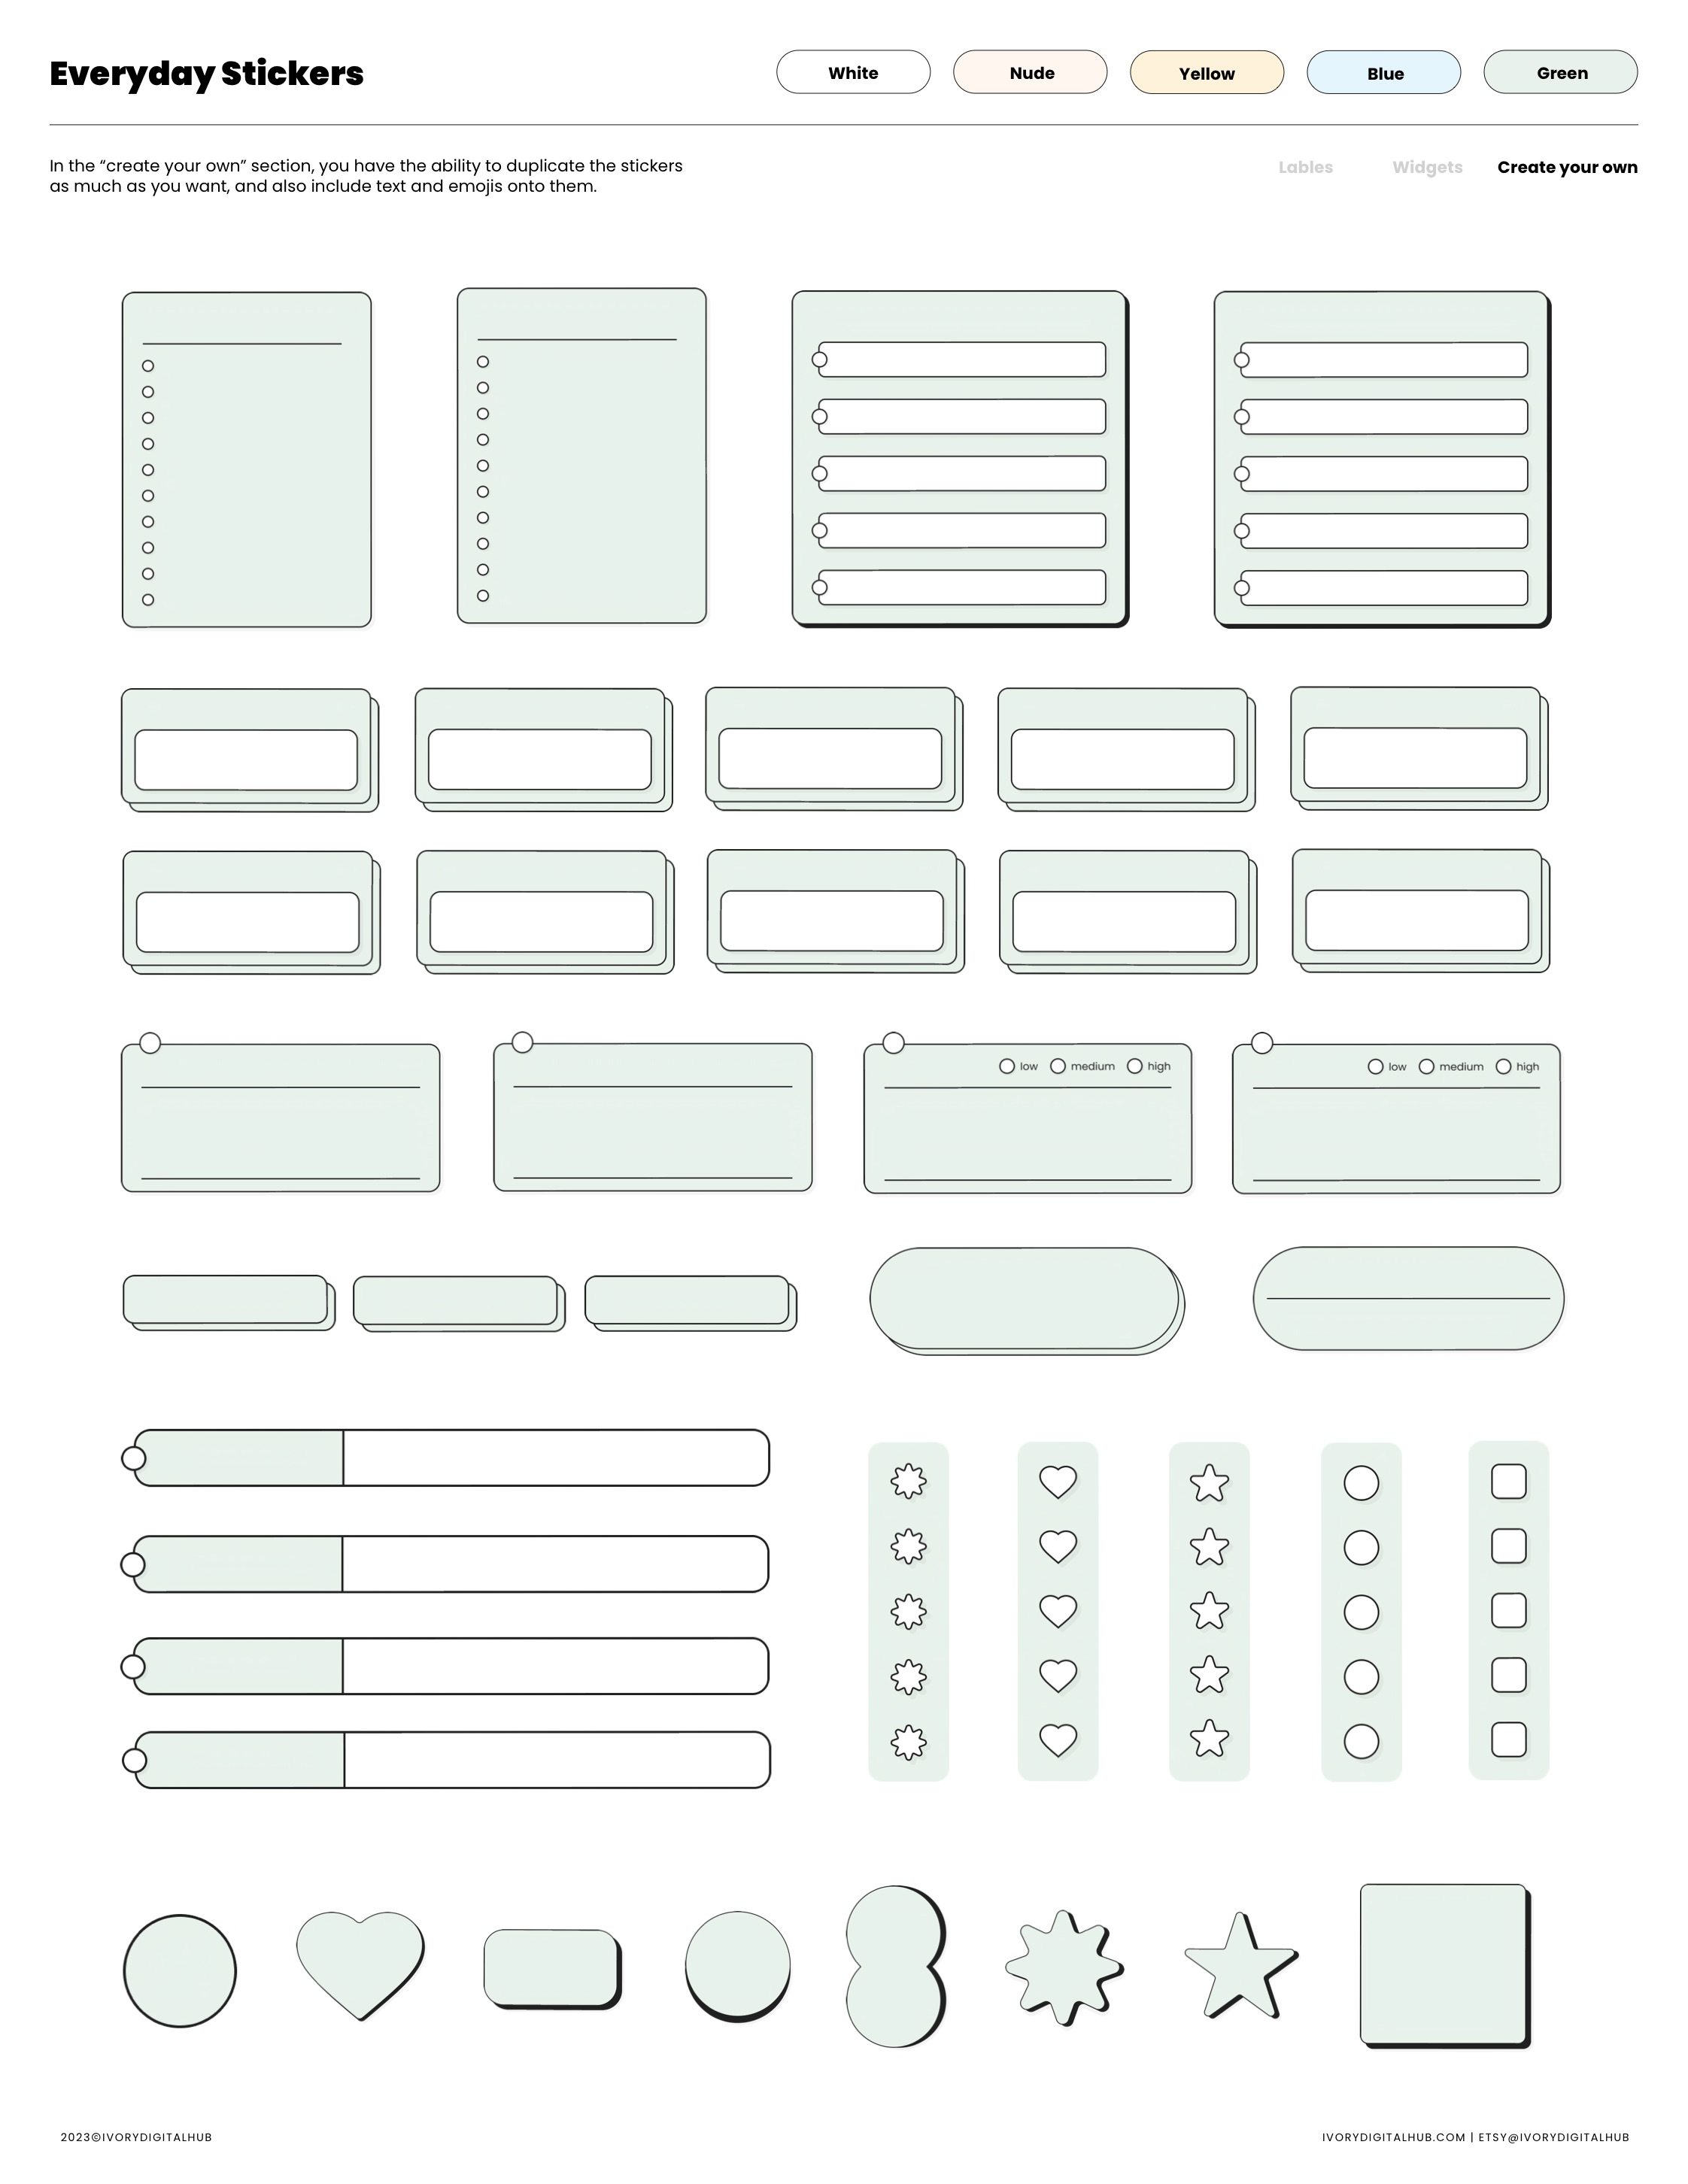 Everyday Stickers
White
Nude
Yellow
Blue
Green
In the “create your own” section, you have the ability to duplicate the stickers
as much as you want, and also include text and emojis onto them.
Lables
Widgets
Create your own
low medium high
low medium high
2023©IVORYDIGITALHUB
IVORYDIGITALHUB.COM | ETSY@IVORYDIGITALHUB